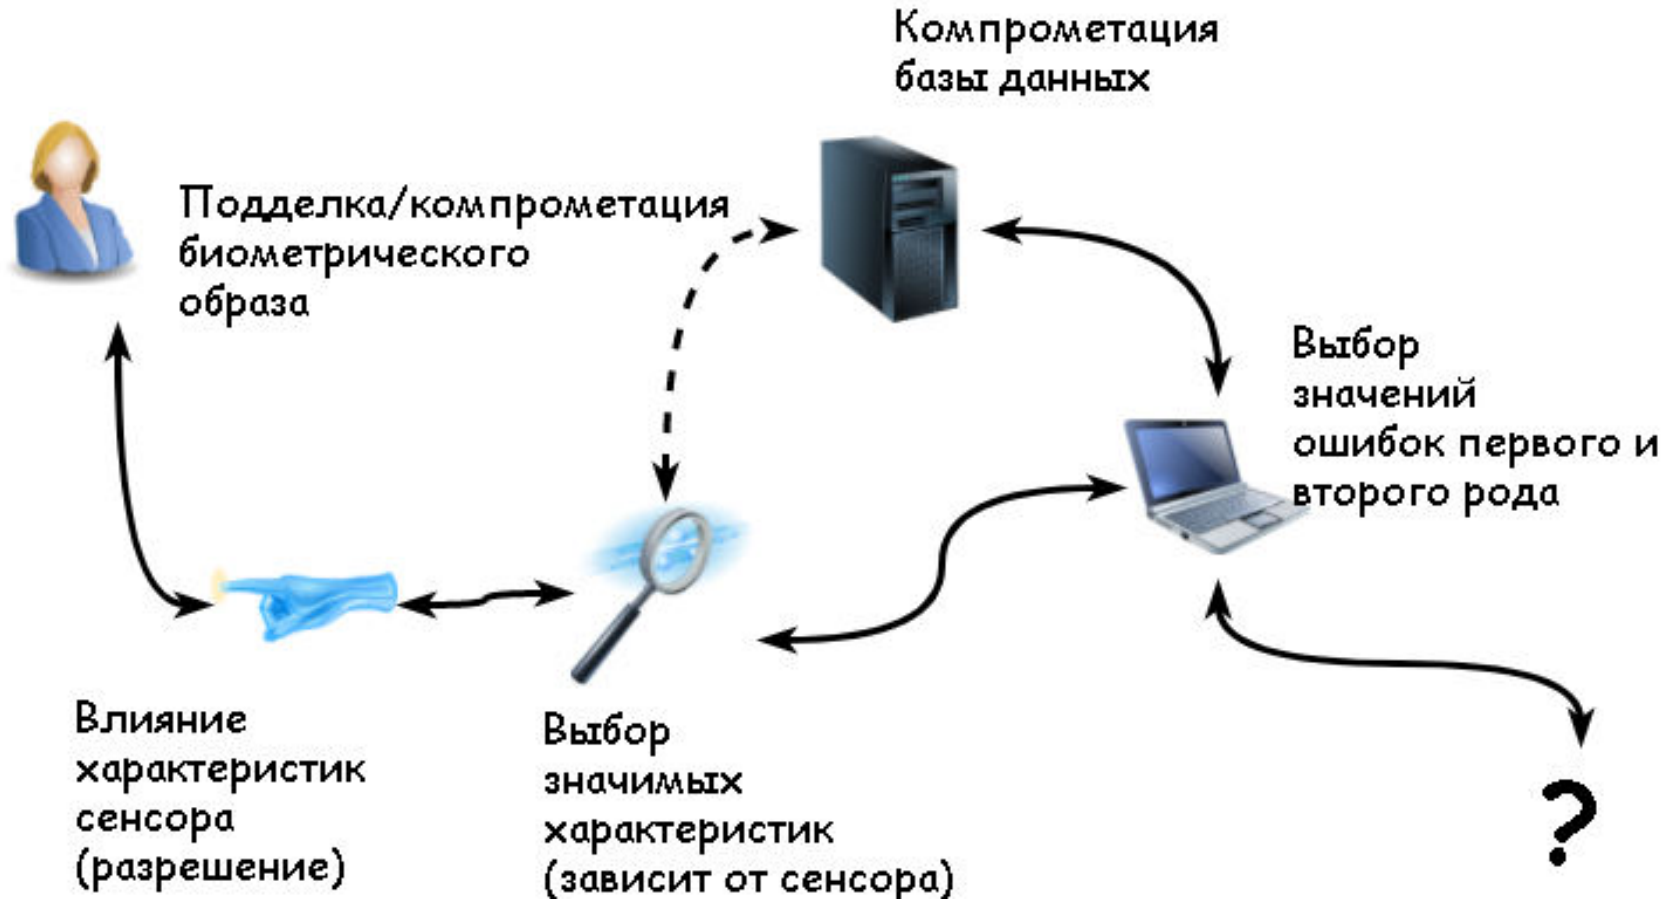 Компрометация
базы данных
Подделка/компрометация
биометрического
образа
Выбор
значений
ошибок первого и
второго рода
Влияние
характеристик
сенсора
(разрешение)
Выбор
значимых
характеристик
(зависит от сенсора)
?